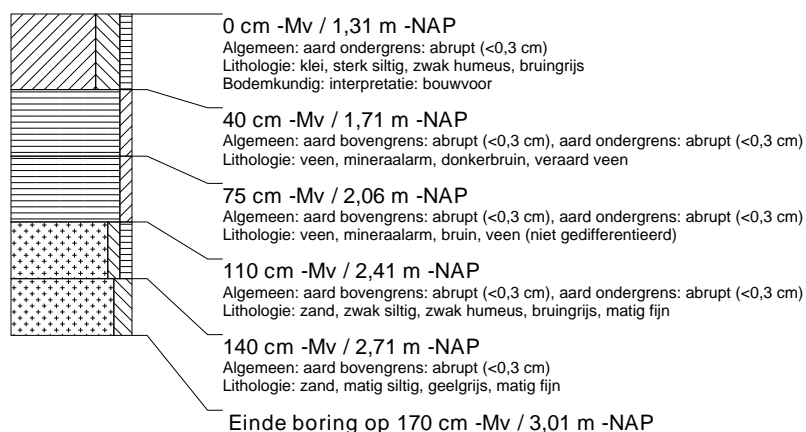 0 cm -Mv / 1,31 m -NAP
Algemeen: aard ondergrens: abrupt (<0,3 cm)
Lithologie: klei, sterk siltig, zwak humeus, bruingrijs
Bodemkundig: interpretatie: bouwvoor
40 cm -Mv / 1,71 m -NAP
Algemeen: aard bovengrens: abrupt (<0,3 cm), aard ondergrens: abrupt (<0,3 cm)
Lithologie: veen, mineraalarm, donkerbruin, veraard veen
75 cm -Mv / 2,06 m -NAP
Algemeen: aard bovengrens: abrupt (<0,3 cm), aard ondergrens: abrupt (<0,3 cm)
Lithologie: veen, mineraalarm, bruin, veen (niet gedifferentieerd)
110 cm -Mv / 2,41 m -NAP
Algemeen: aard bovengrens: abrupt (<0,3 cm), aard ondergrens: abrupt (<0,3 cm)
Lithologie: zand, zwak siltig, zwak humeus, bruingrijs, matig fijn
140 cm -Mv / 2,71 m -NAP
Algemeen: aard bovengrens: abrupt (<0,3 cm)
Lithologie: zand, matig siltig, geelgrijs, matig fijn
Einde boring op 170 cm -Mv / 3,01 m -NAP